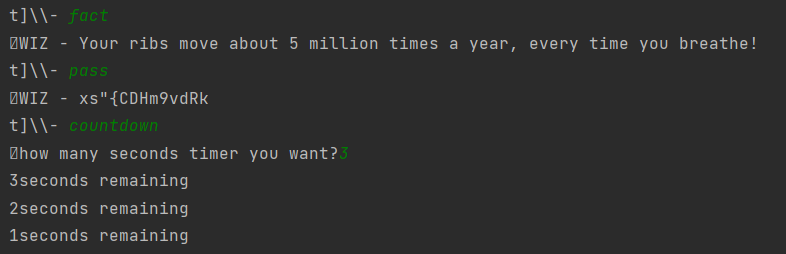 t]\\- fact
WIZ - Your ribs move about 5 million times a year, every time you breathe!
t]\\- pass
WIZ - xs"{CDHm9vdRk
t]\\- countdown
how many seconds timer you want?3
3seconds remaining
2seconds remaining
1seconds remaining